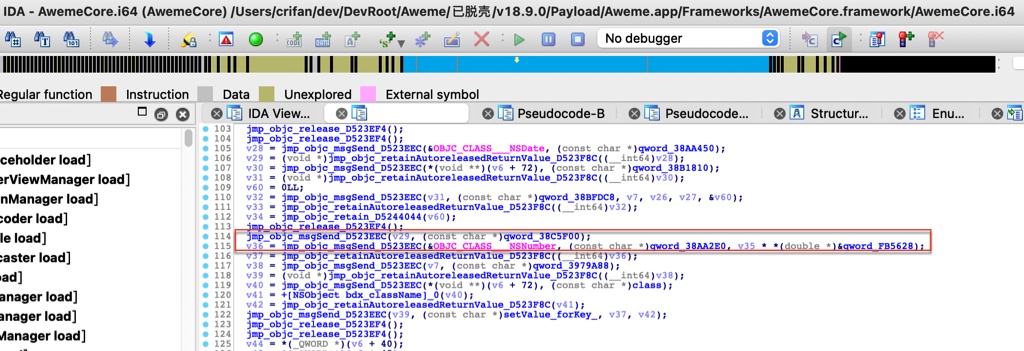 IDA - AwemeCore.i64 (AwemeCore) /Users/crifan/dev/DevRoot/Aweme/已脱壳/v18.9.0/Payload/Aweme.app/Frameworks/AwemeCore.framework/AwemeCore.i64
No debugger
Regular function Instruction Data Unexplored External symbol
IDA View... Pseudocode-B Pseudocode... Structur... Enu...
ceholder load]
erViewManager load]
nManager load]
coder load]
le load]
caster load]
oad]
anager load]
anager load]
Manager load]
103 jmp_objc_release_D523EF4();
104 jmp_objc_release_D523EF4();
105 v28 = jmp_objc_msgSend_D523EEC(&OBJC_CLASS___NSDate, (const char *)qword_38AA450);
106 v29 = (void *)jmp_objc_retainAutoreleasedReturnValue_D523F8C((__int64)v28);
107 v30 = jmp_objc_msgSend_D523EEC(*(void **)(v6 + 72), (const char *)qword_38B1810);
108 v31 = (void *)jmp_objc_retainAutoreleasedReturnValue_D523F8C((__int64)v30);
109 v60 = 0LL;
110 v32 = jmp_objc_msgSend_D523EEC(v31, (const char *)qword_38BFDC8, v7, v26, v27, &v60);
111 v33 = jmp_objc_retainAutoreleasedReturnValue_D523F8C((__int64)v32);
112 v34 = jmp_objc_retain_D5244044(v60);
113 jmp_objc_release_D523EF4();
114 jmp_objc_msgSend_D523EEC(v29, (const char *)qword_38C5F00);
115 v36 = jmp_objc_msgSend_D523EEC(&OBJC_CLASS___NSNumber, (const char *)qword_38AA2E0, v35 * *(double *)&qword_FB5628);
116 v37 = jmp_objc_retainAutoreleasedReturnValue_D523F8C((__int64)v36);
117 v38 = jmp_objc_msgSend_D523EEC(v7, (const char *)qword_3979A88);
118 v39 = (void *)jmp_objc_retainAutoreleasedReturnValue_D523F8C((__int64)v38);
119 v40 = jmp_objc_msgSend_D523EEC(*(void **)(v6 + 72), (const char *)class);
120 v41 = +[NSObject bdx_className]_0(v40);
121 v42 = jmp_objc_retainAutoreleasedReturnValue_D523F8C(v41);
122 jmp_objc_msgSend_D523EEC(v39, (const char *)setValue_forKey_, v37, v42);
123 jmp_objc_release_D523EF4();
124 jmp_objc_release_D523EF4();
125 v44 = *(_QWORD *)(v6 + 40);